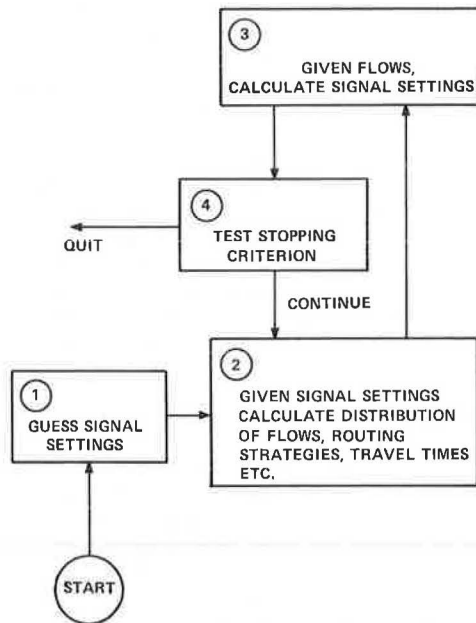 3
GIVEN FLOWS,
CALCULATE SIGNAL SETTINGS
4
TEST STOPPING
CRITERION
QUIT
CONTINUE
2
GIVEN SIGNAL SETTINGS
CALCULATE DISTRIBUTION
OF FLOWS, ROUTING
STRATEGIES, TRAVEL TIMES
ETC.
1
GUESS SIGNAL
SETTINGS
START